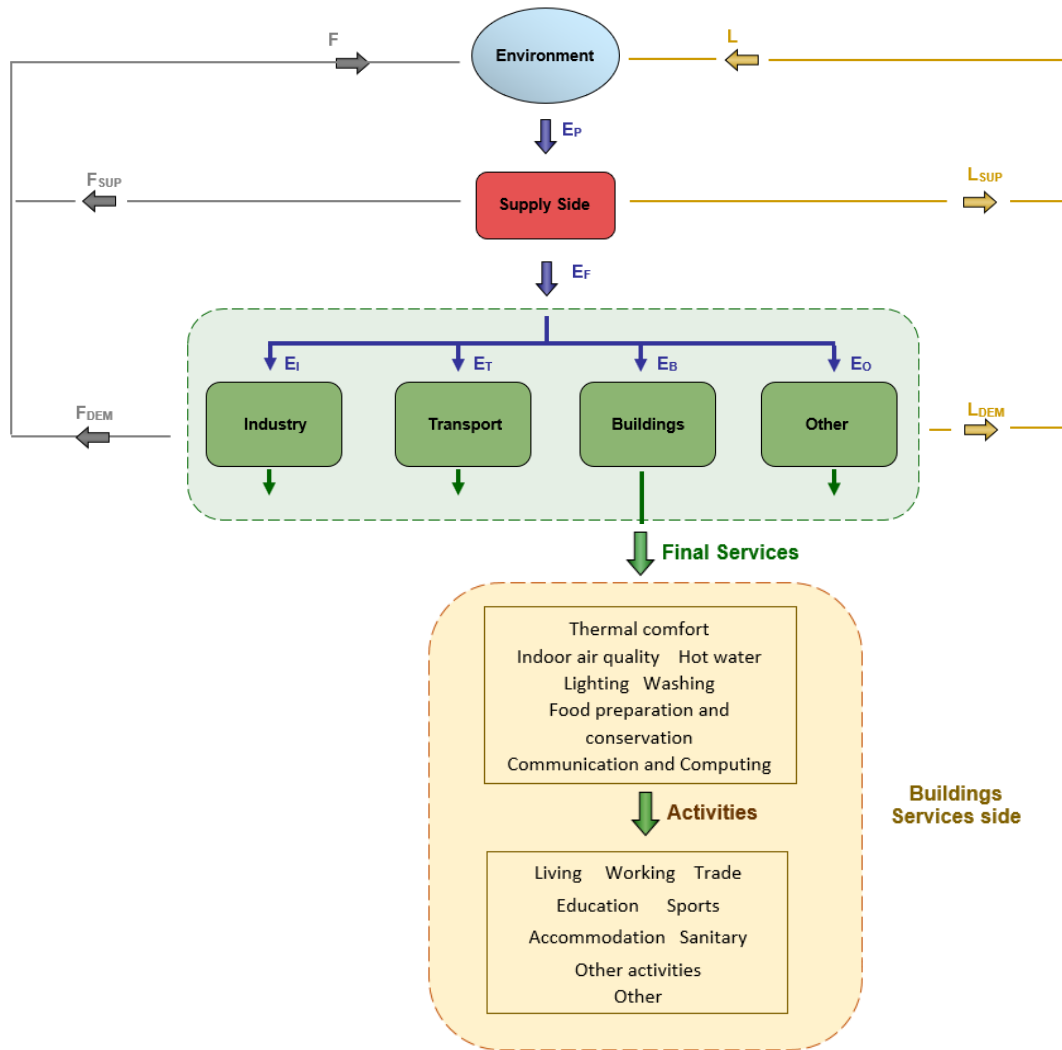 F
L
Environment
EP
FSUP
LSUP
Supply Side
EF
EI
ET
EB
EO
FDEM
LDEM
Industry
Transport
Buildings
Other
Final Services
Thermal comfort
Indoor air quality Hot water
Lighting Washing
Food preparation and
conservation
Communication and Computing
Buildings
Services side
Activities
Living Working Trade
Education Sports
Accommodation Sanitary
Other activities
Other